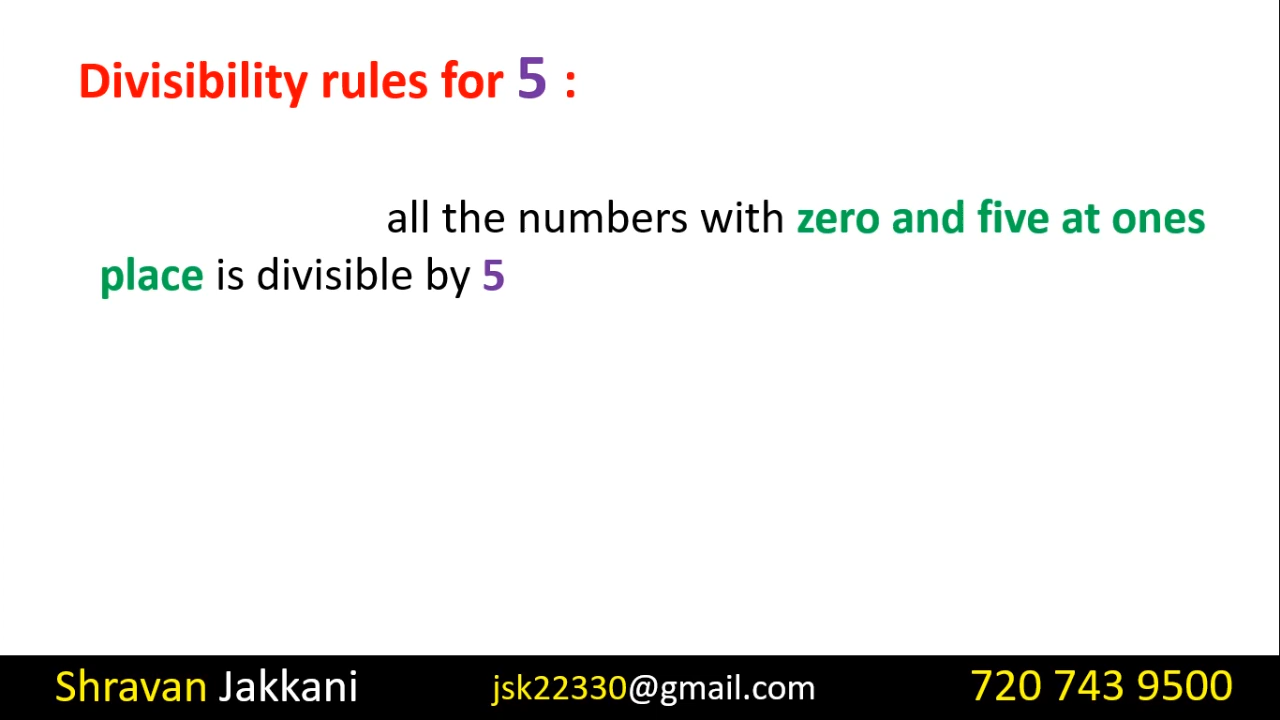 Divisibility rules for 5 :
all the numbers with zero and five at ones
place is divisible by 5
Shravan Jakkani jsk22330@gmail.com 720 743 9500